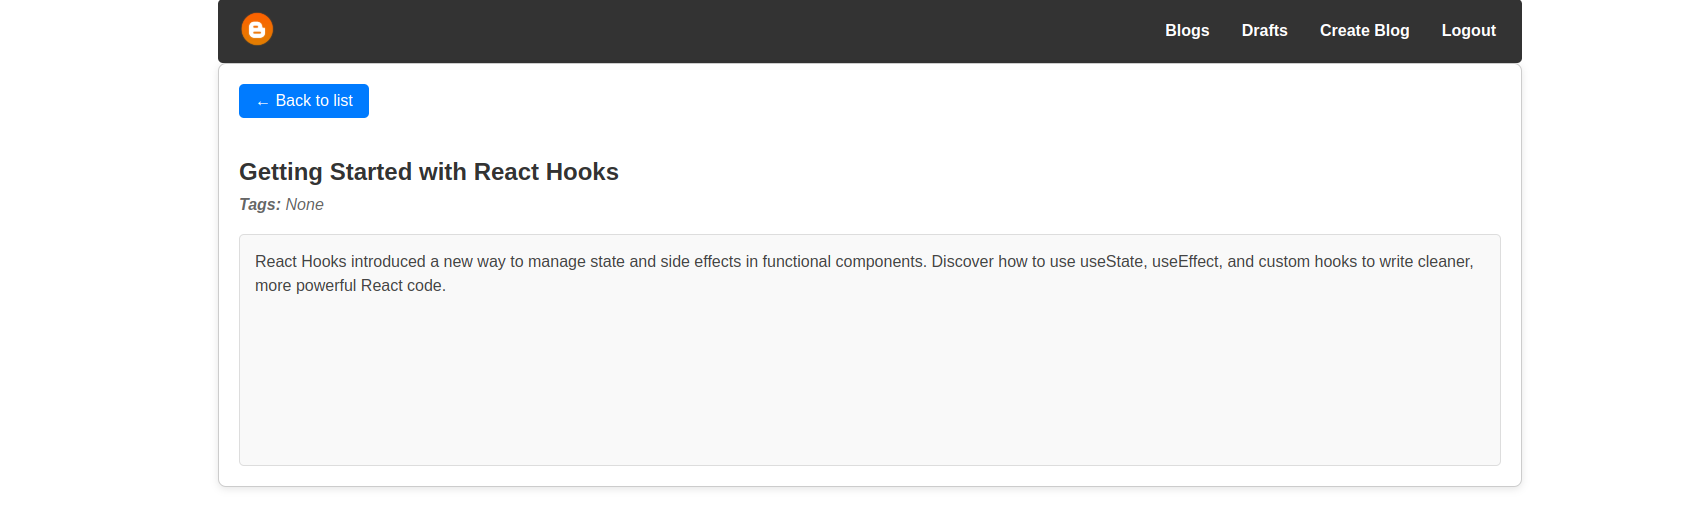 Blogs Drafts Create Blog Logout
← Back to list
Getting Started with React Hooks
Tags: None
React Hooks introduced a new way to manage state and side effects in functional components. Discover how to use useState, useEffect, and custom hooks to write cleaner,
more powerful React code.